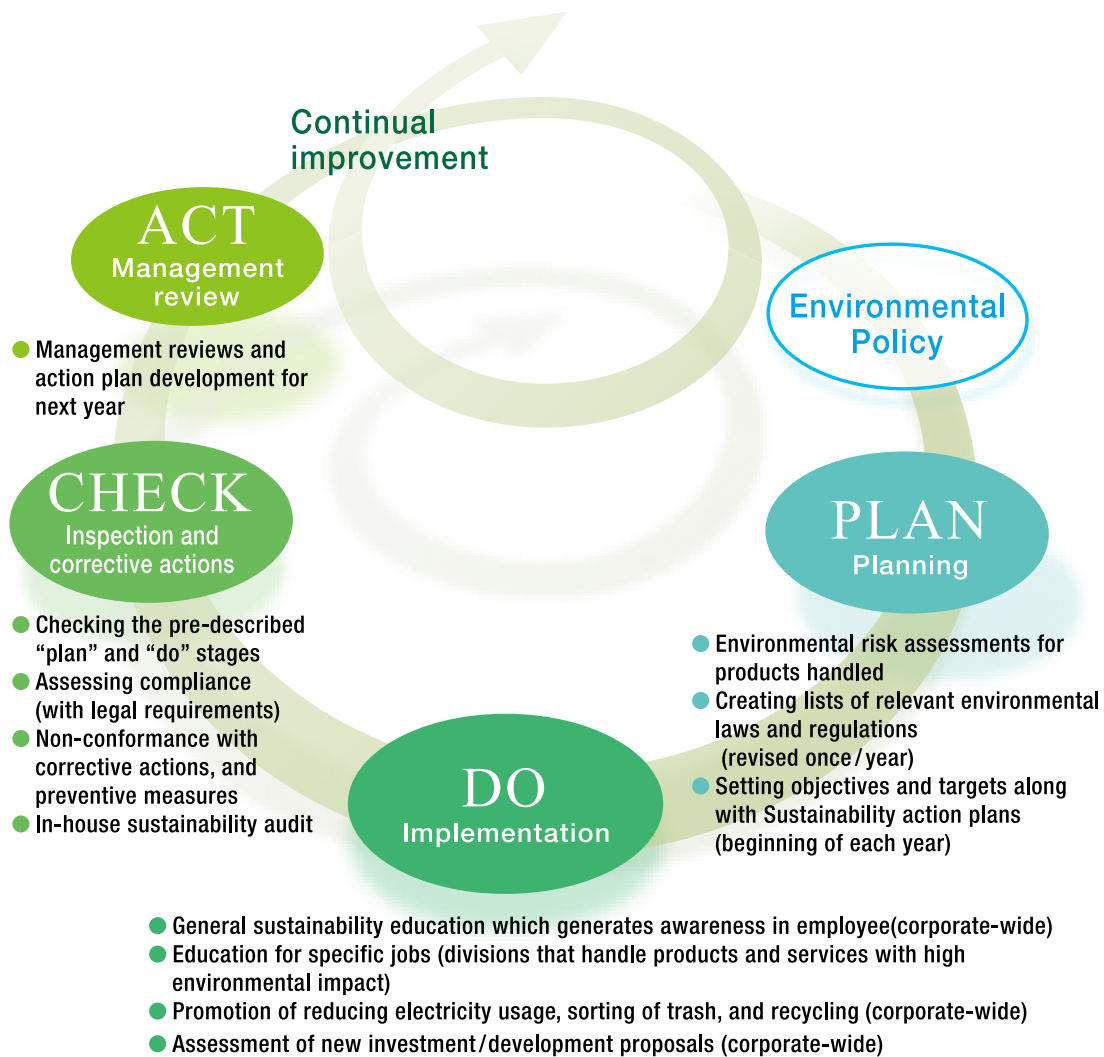 Continual
improvement
ACT
Management
review
● Management reviews and
action plan development for
next year
Environmental
Policy
CHECK
Inspection and
corrective actions
● Checking the pre-described
“plan” and “do” stages
● Assessing compliance
(with legal requirements)
● Non-conformance with
corrective actions, and
preventive measures
● In-house sustainability audit
PLAN
Planning
● Environmental risk assessments for
products handled
● Creating lists of relevant environmental
laws and regulations
(revised once/year)
● Setting objectives and targets along
with Sustainability action plans
(beginning of each year)
DO
Implementation
● General sustainability education which generates awareness in employee(corporate-wide)
● Education for specific jobs (divisions that handle products and services with high
environmental impact)
● Promotion of reducing electricity usage, sorting of trash, and recycling (corporate-wide)
● Assessment of new investment/development proposals (corporate-wide)